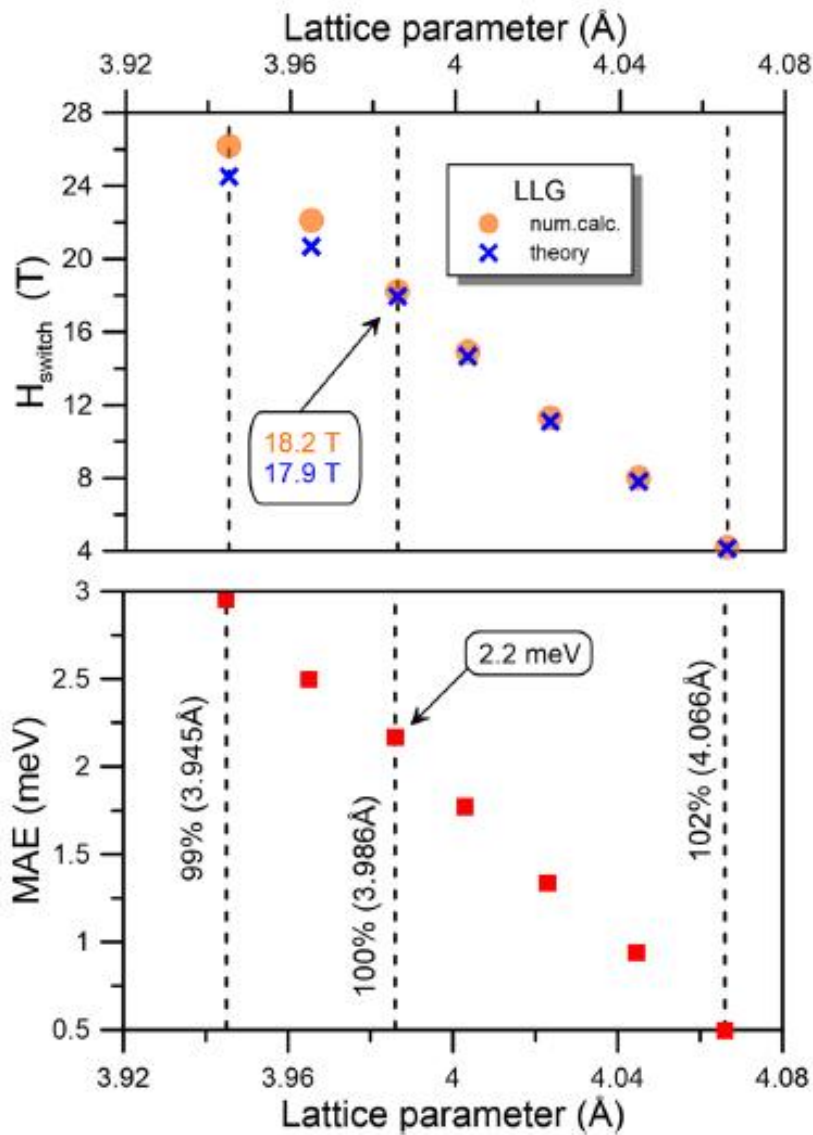 Lattice parameter (Å)
3.92 3.96 4 4.04 4.08
28
24
20
16
12
8
4
H_switch (T)
LLG
num.calc.
theory
18.2 T
17.9 T
3
2.5
2
1.5
1
0.5
MAE (meV)
2.2 meV
99% (3.945Å)
100% (3.986Å)
102% (4.066Å)
3.92 3.96 4 4.04 4.08
Lattice parameter (Å)